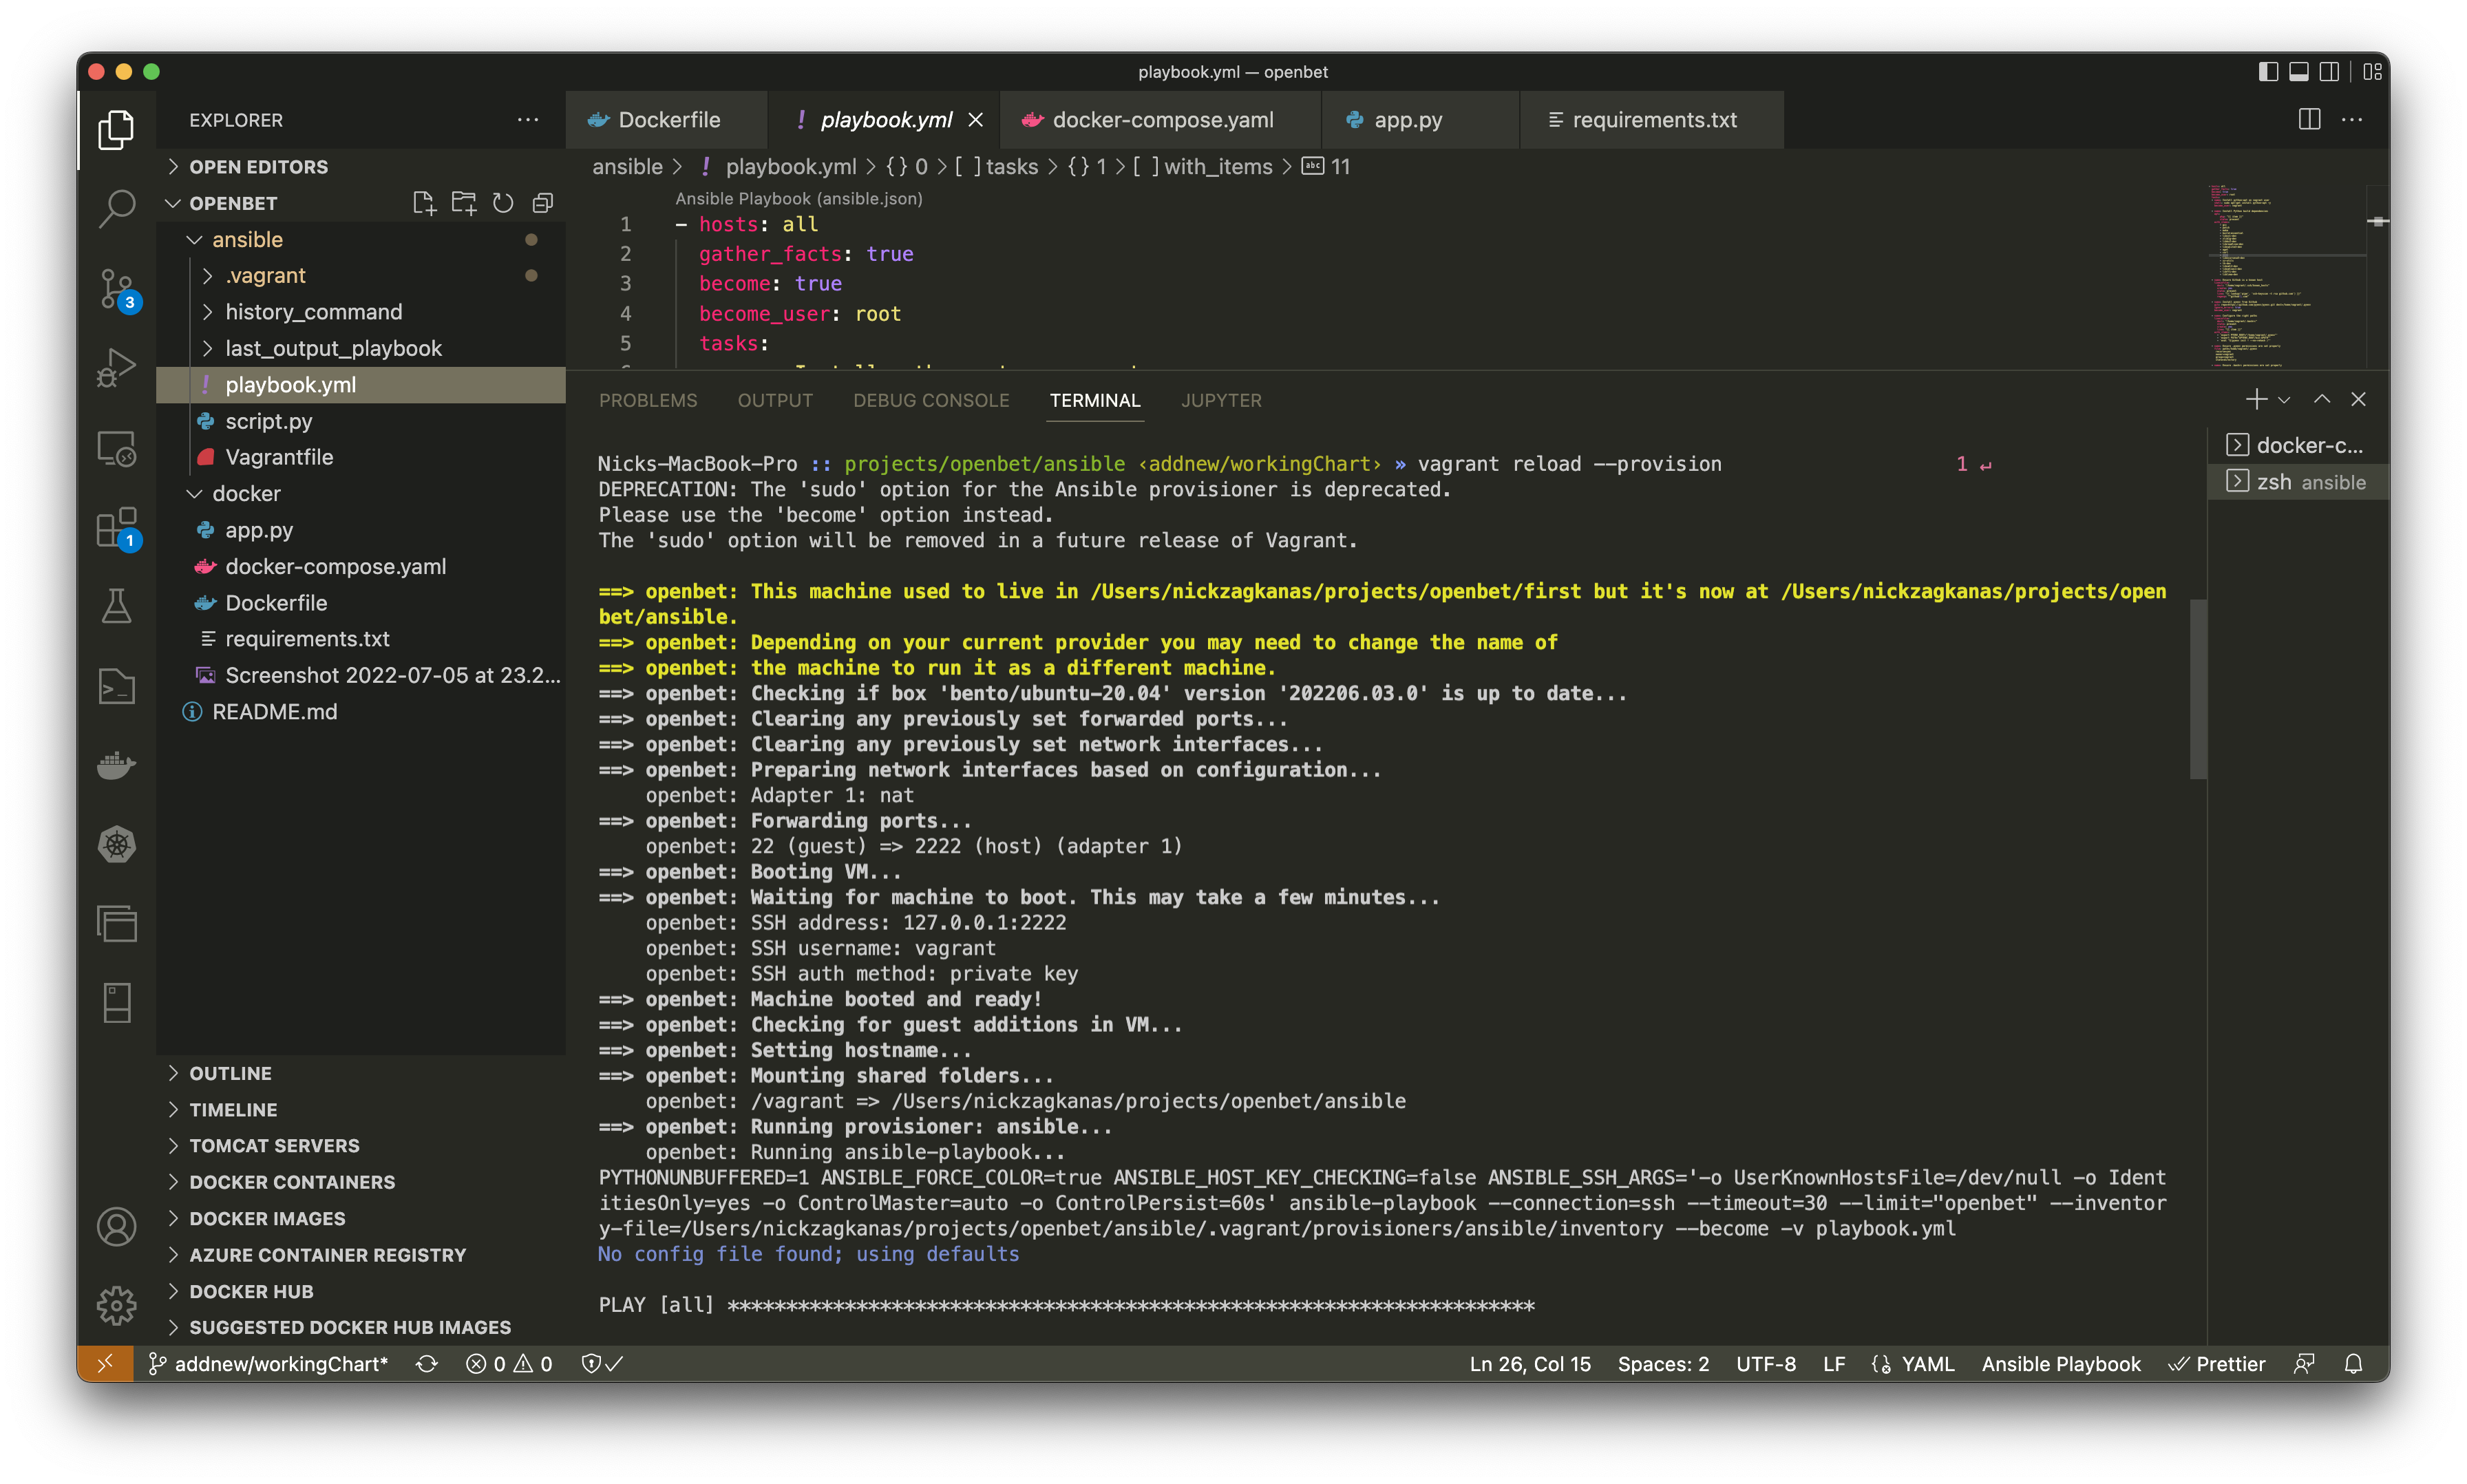 playbook.yml — openbet
EXPLORER
Dockerfile
playbook.yml
docker-compose.yaml
app.py
requirements.txt
OPEN EDITORS
OPENBET
ansible
.vagrant
history_command
last_output_playbook
playbook.yml
script.py
Vagrantfile
docker
app.py
docker-compose.yaml
Dockerfile
requirements.txt
Screenshot 2022-07-05 at 23.2...
README.md
OUTLINE
TIMELINE
TOMCAT SERVERS
DOCKER CONTAINERS
DOCKER IMAGES
AZURE CONTAINER REGISTRY
DOCKER HUB
SUGGESTED DOCKER HUB IMAGES
3
1
ansible > ! playbook.yml > {} 0 > [ ] tasks > {} 1 > [ ] with_items > abc 11
Ansible Playbook (ansible.json)
1 - hosts: all
2 gather_facts: true
3 become: true
4 become_user: root
5 tasks:
PROBLEMS OUTPUT DEBUG CONSOLE TERMINAL JUPYTER
docker-c...
zsh ansible
Nicks-MacBook-Pro :: projects/openbet/ansible ‹addnew/workingChart› » vagrant reload --provision 1 ↵
DEPRECATION: The 'sudo' option for the Ansible provisioner is deprecated.
Please use the 'become' option instead.
The 'sudo' option will be removed in a future release of Vagrant.
==> openbet: This machine used to live in /Users/nickzagkanas/projects/openbet/first but it's now at /Users/nickzagkanas/projects/open
bet/ansible.
==> openbet: Depending on your current provider you may need to change the name of
==> openbet: the machine to run it as a different machine.
==> openbet: Checking if box 'bento/ubuntu-20.04' version '202206.03.0' is up to date...
==> openbet: Clearing any previously set forwarded ports...
==> openbet: Clearing any previously set network interfaces...
==> openbet: Preparing network interfaces based on configuration...
openbet: Adapter 1: nat
==> openbet: Forwarding ports...
openbet: 22 (guest) => 2222 (host) (adapter 1)
==> openbet: Booting VM...
==> openbet: Waiting for machine to boot. This may take a few minutes...
openbet: SSH address: 127.0.0.1:2222
openbet: SSH username: vagrant
openbet: SSH auth method: private key
==> openbet: Machine booted and ready!
==> openbet: Checking for guest additions in VM...
==> openbet: Setting hostname...
==> openbet: Mounting shared folders...
openbet: /vagrant => /Users/nickzagkanas/projects/openbet/ansible
==> openbet: Running provisioner: ansible...
openbet: Running ansible-playbook...
PYTHONUNBUFFERED=1 ANSIBLE_FORCE_COLOR=true ANSIBLE_HOST_KEY_CHECKING=false ANSIBLE_SSH_ARGS='-o UserKnownHostsFile=/dev/null -o Ident
itiesOnly=yes -o ControlMaster=auto -o ControlPersist=60s' ansible-playbook --connection=ssh --timeout=30 --limit="openbet" --inventor
y-file=/Users/nickzagkanas/projects/openbet/ansible/.vagrant/provisioners/ansible/inventory --become -v playbook.yml
No config file found; using defaults
PLAY [all] *********************************************************************
addnew/workingChart* 0 0 Ln 26, Col 15 Spaces: 2 UTF-8 LF YAML Ansible Playbook Prettier